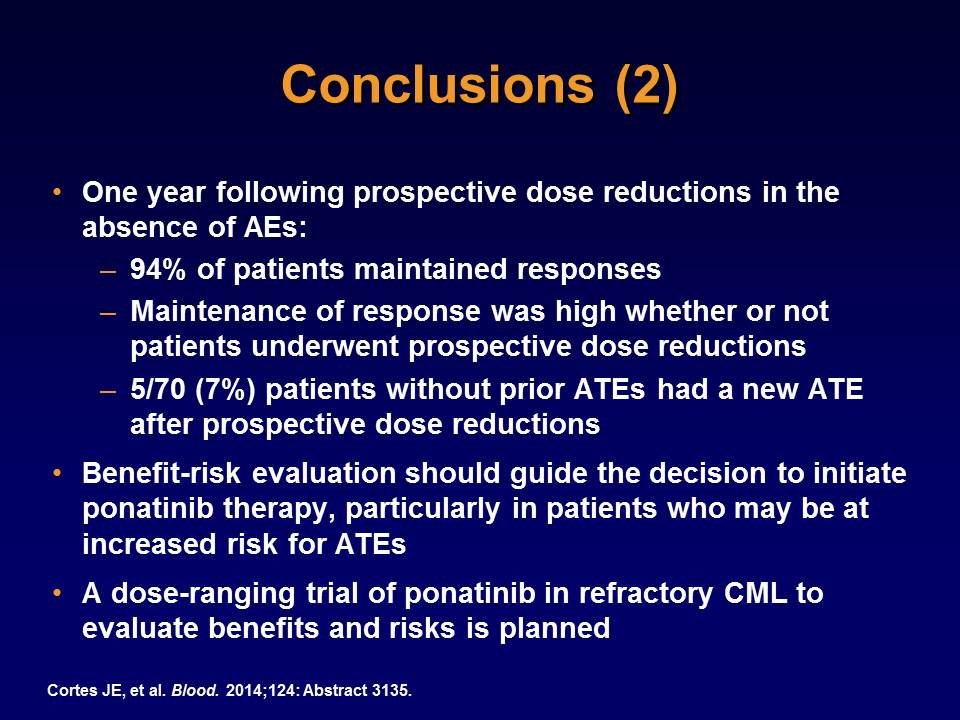 Conclusions (2)
• One year following prospective dose reductions in the
absence of AEs:
– 94% of patients maintained responses
– Maintenance of response was high whether or not
patients underwent prospective dose reductions
– 5/70 (7%) patients without prior ATEs had a new ATE
after prospective dose reductions
• Benefit-risk evaluation should guide the decision to initiate
ponatinib therapy, particularly in patients who may be at
increased risk for ATEs
• A dose-ranging trial of ponatinib in refractory CML to
evaluate benefits and risks is planned
Cortes JE, et al. Blood. 2014;124: Abstract 3135.